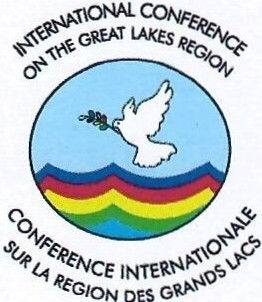 INTERNATIONAL CONFERENCE
ON THE GREAT LAKES REGION
CONFERENCE INTERNATIONALE
SUR LA REGION DES GRANDS LACS